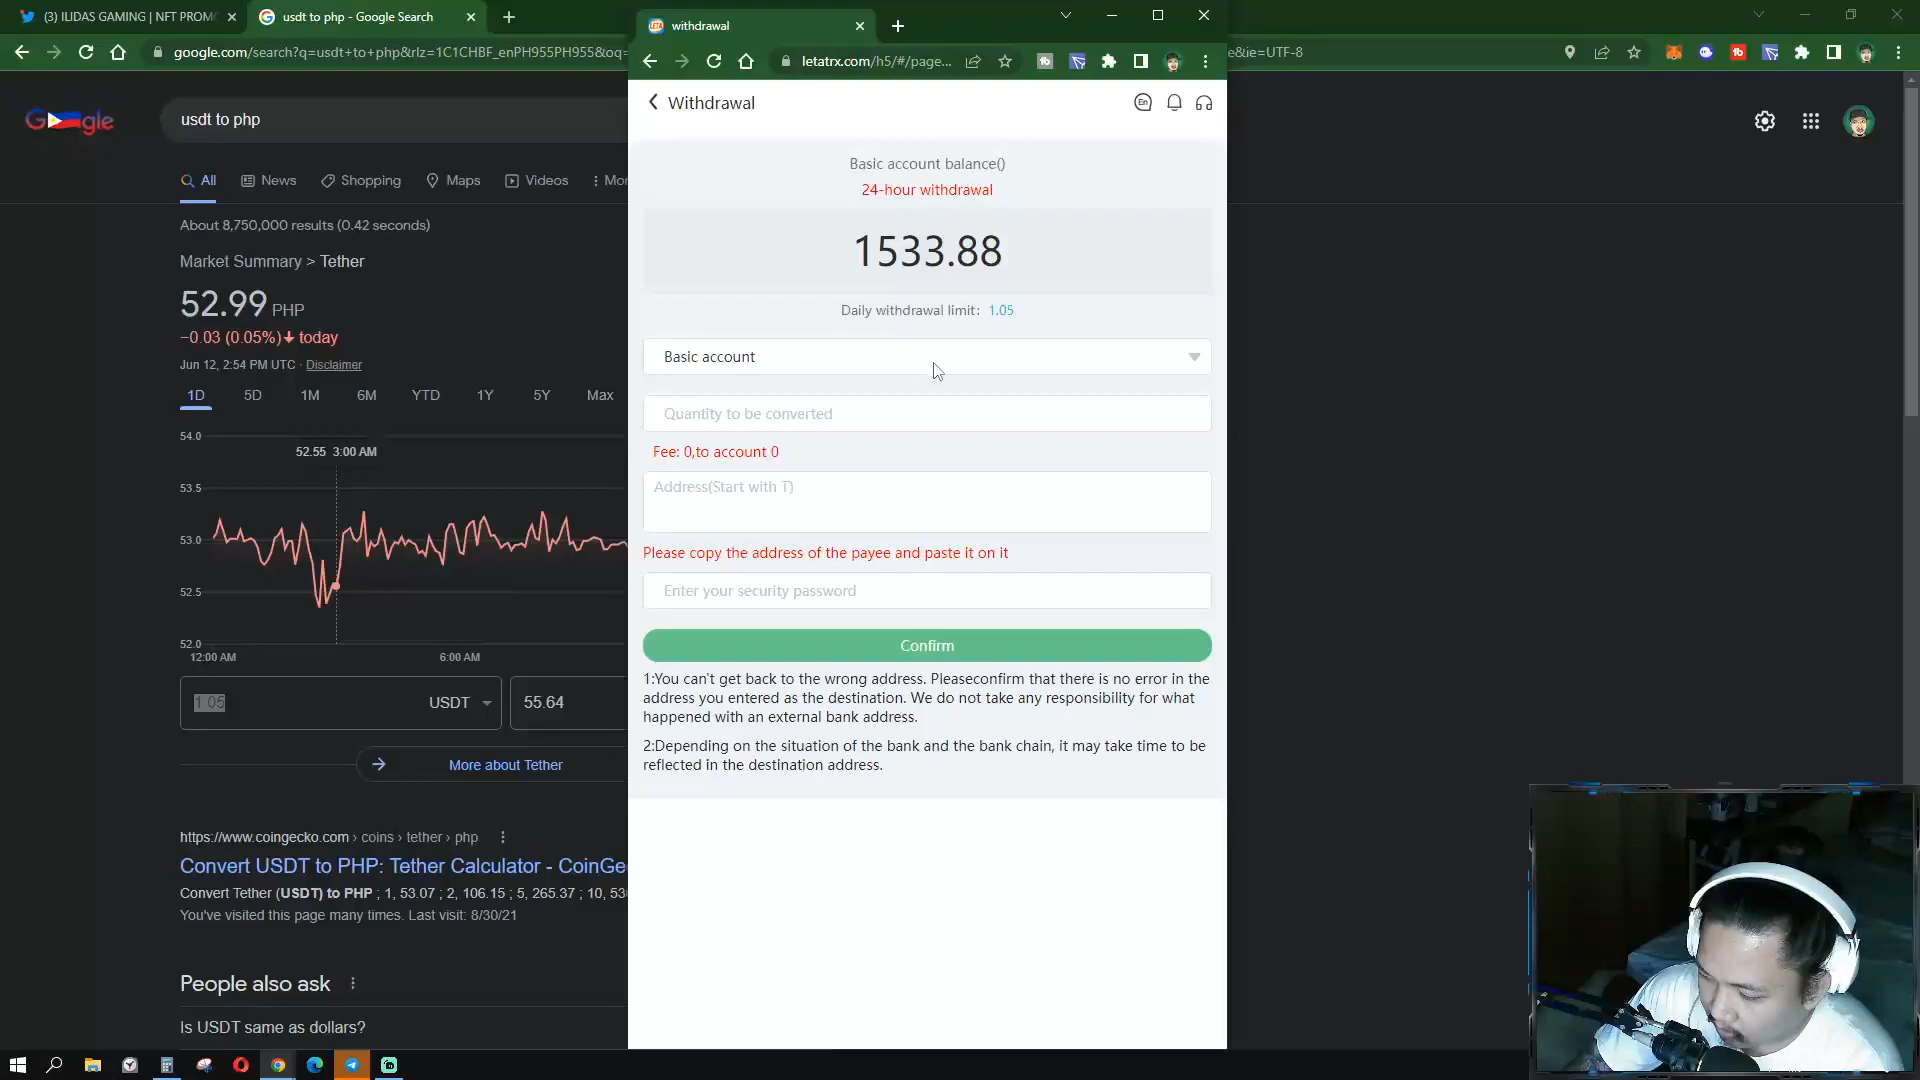 (3) ILIDAS GAMING | NFT PROMO
usdt to php - Google Search
google.com/search?q=usdt+to+php&rlz=1C1CHBF_enPH955PH955&oq=
e&ie=UTF-8
withdrawal
letatrx.com/h5/#/page...
Google
usdt to php
All
News
Shopping
Maps
Videos
Mor
About 8,750,000 results (0.42 seconds)
Market Summary > Tether
52.99 PHP
−0.03 (0.05%) today
Jun 12, 2:54 PM UTC · Disclaimer
1D 5D 1M 6M YTD 1Y 5Y Max
54.0
52.55 3:00 AM
53.5
53.0
52.5
52.0
12:00 AM 6:00 AM
1.05 USDT 55.64
More about Tether
https://www.coingecko.com › coins › tether › php
Convert USDT to PHP: Tether Calculator - CoinGe
Convert Tether (USDT) to PHP ; 1, 53.07 ; 2, 106.15 ; 5, 265.37 ; 10, 53
You've visited this page many times. Last visit: 8/30/21
People also ask
Is USDT same as dollars?
Withdrawal
En
Basic account balance()
24-hour withdrawal
1533.88
Daily withdrawal limit: 1.05
Basic account
Quantity to be converted
Fee: 0,to account 0
Address(Start with T)
Please copy the address of the payee and paste it on it
Enter your security password
Confirm
1:You can't get back to the wrong address. Pleaseconfirm that there is no error in the
address you entered as the destination. We do not take any responsibility for what
happened with an external bank address.
2:Depending on the situation of the bank and the bank chain, it may take time to be
reflected in the destination address.